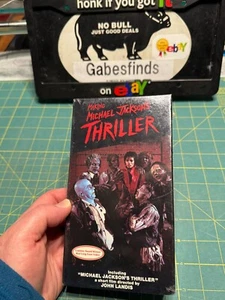 honk if you got it
NO BULL
JUST GOOD DEALS
ebay
Gabesfinds
on ebay
MICHAEL JACKSON'S
THRILLER
Including
"MICHAEL JACKSON'S THRILLER"
a short film directed by
JOHN LANDIS